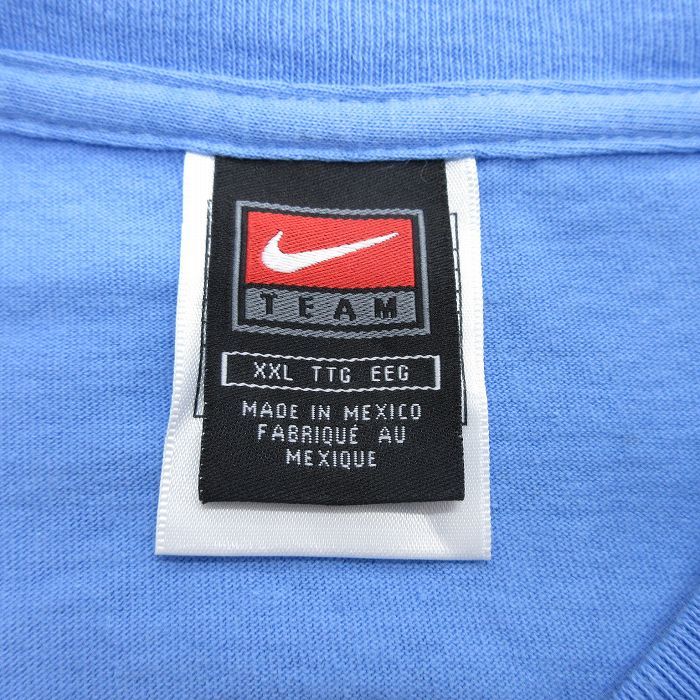 TEAM
XXL TTG EEG
MADE IN MEXICO
FABRIQUÉ AU
MEXIQUE